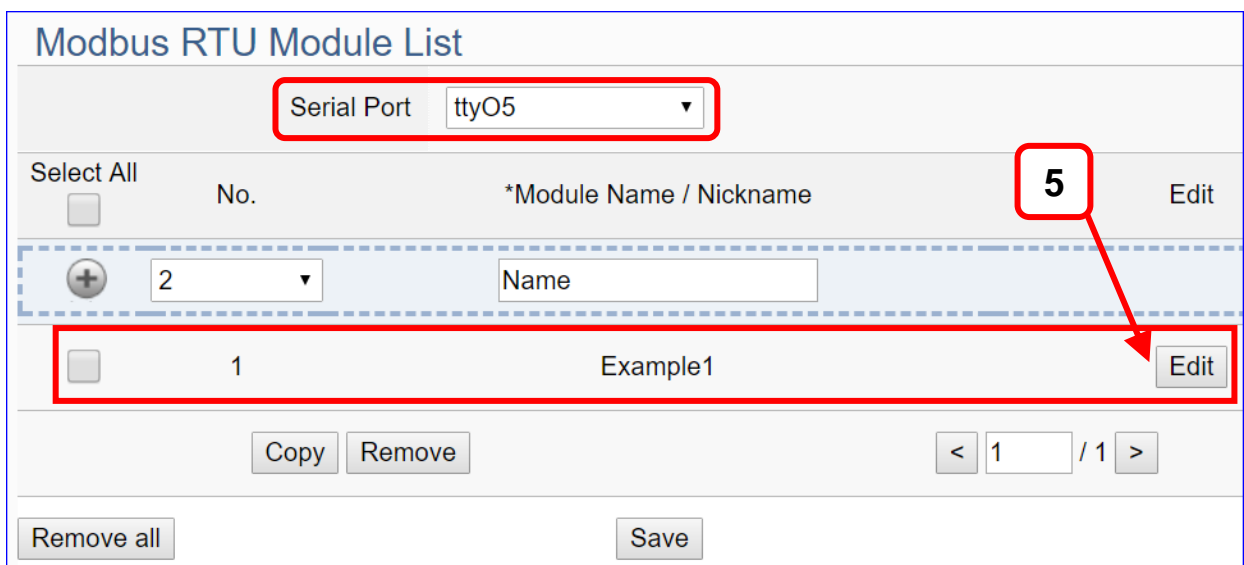 Modbus RTU Module List
Serial Port ttyO5
Select All
No. *Module Name / Nickname 5 Edit
2 Name
1 Example1 Edit
Copy Remove < 1 / 1 >
Remove all Save